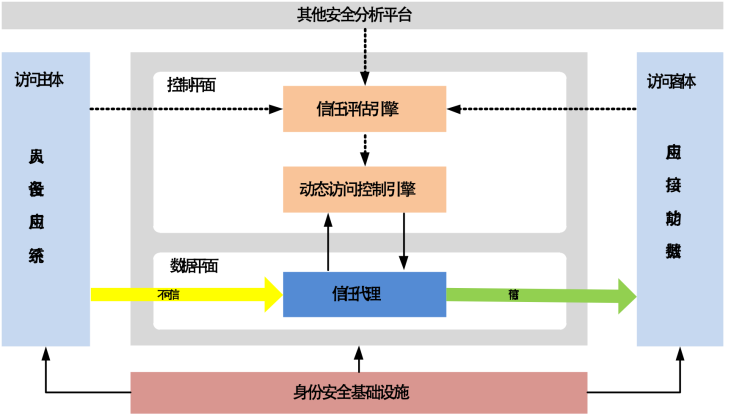 其他安全分析平台
访问主体
人员
设备
应用
系统
控制平面
信任评估引擎
动态访问控制引擎
数据平面
不可信
信任代理
信任
访问客体
应用
接口
功能
数据
身份安全基础设施